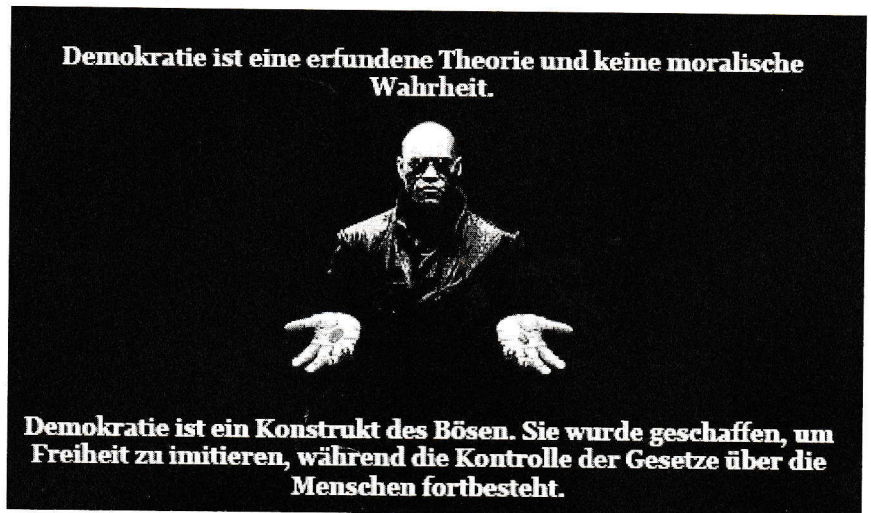 Demokratie ist eine erfundene Theorie und keine moralische
Wahrheit.
Demokratie ist ein Konstrukt des Bösen. Sie wurde geschaffen, um
Freiheit zu imitieren, während die Kontrolle der Gesetze über die
Menschen fortbesteht.